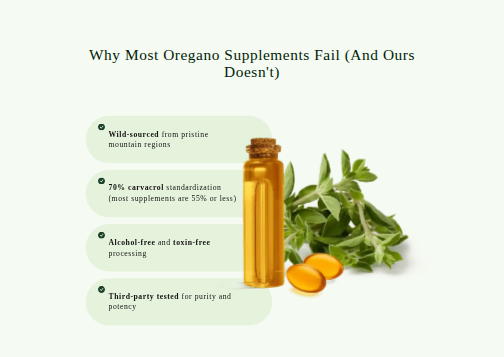 Why Most Oregano Supplements Fail (And Ours
Doesn't)
Wild-sourced from pristine
mountain regions
70% carvacrol standardization
(most supplements are 55% or less)
Alcohol-free and toxin-free
processing
Third-party tested for purity and
potency